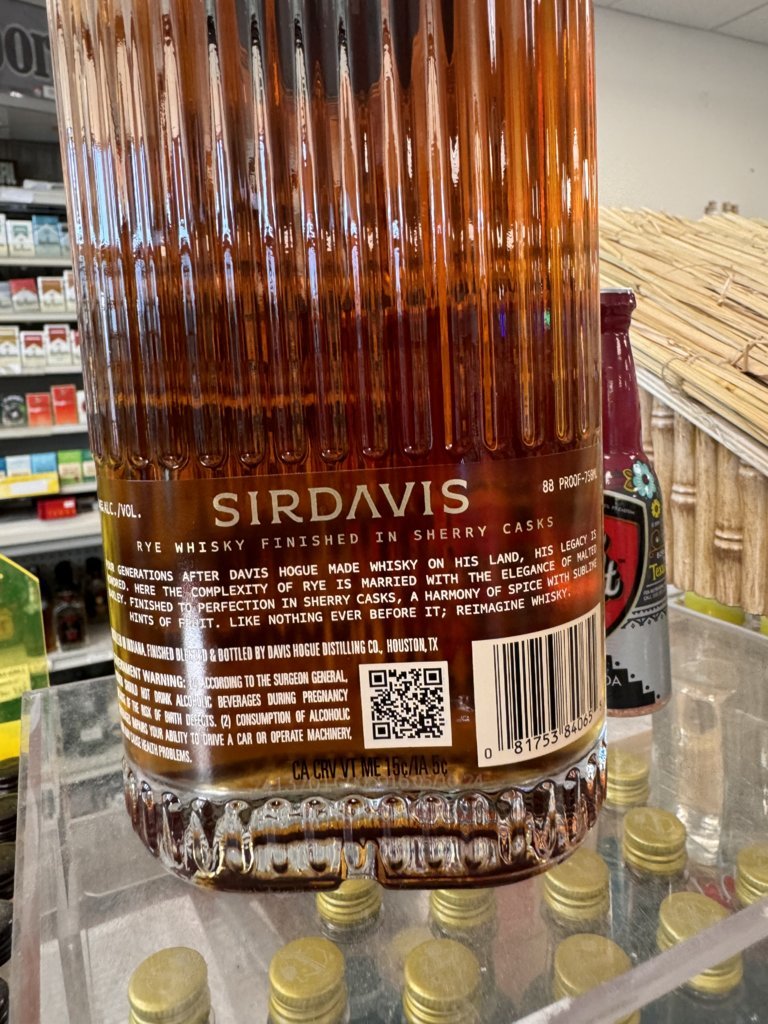 ALC./VOL.
SIRDAVIS
88 PROOF-750ML
RYE WHISKY FINISHED IN SHERRY CASKS
GENERATIONS AFTER DAVIS HOGUE MADE WHISKY ON HIS LAND, HIS LEGACY IS
HERE THE COMPLEXITY OF RYE IS MARRIED WITH THE ELEGANCE OF MALTED
FINISHED TO PERFECTION IN SHERRY CASKS, A HARMONY OF SPICE WITH SUBLIME
HINTS OF FRUIT. LIKE NOTHING EVER BEFORE IT; REIMAGINE WHISKY.
IN INDIANA, FINISHED BLENDED & BOTTLED BY DAVIS HOGUE DISTILLING CO., HOUSTON, TX
WARNING: ACCORDING TO THE SURGEON GENERAL,
SHOULD NOT DRINK ALCOHOLIC BEVERAGES DURING PREGNANCY
OF THE RISK OF BIRTH DEFECTS. (2) CONSUMPTION OF ALCOHOLIC
IMPAIRS YOUR ABILITY TO DRIVE A CAR OR OPERATE MACHINERY,
CAUSE HEALTH PROBLEMS.
0 81753 84065
CA CRV VT ME 15¢/IA 5¢